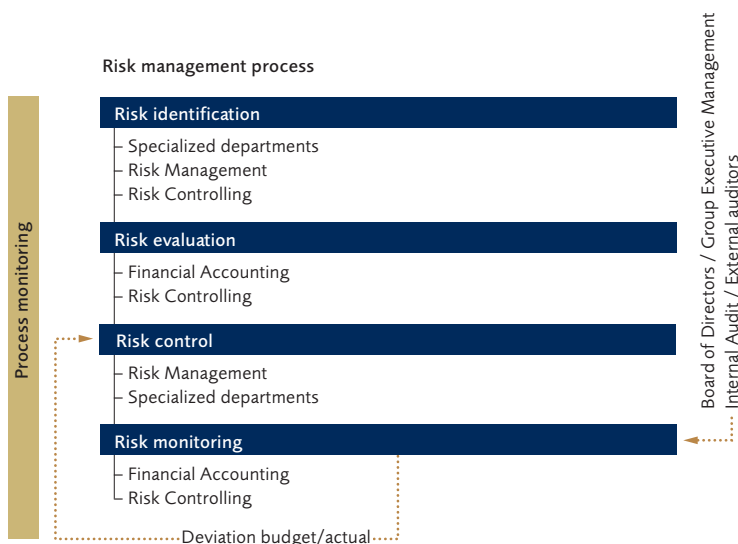 Risk management process
Process monitoring
Risk identification
– Specialized departments
– Risk Management
– Risk Controlling
Risk evaluation
– Financial Accounting
– Risk Controlling
Risk control
– Risk Management
– Specialized departments
Risk monitoring
– Financial Accounting
– Risk Controlling
Deviation budget/actual
Board of Directors / Group Executive Management
Internal Audit / External auditors